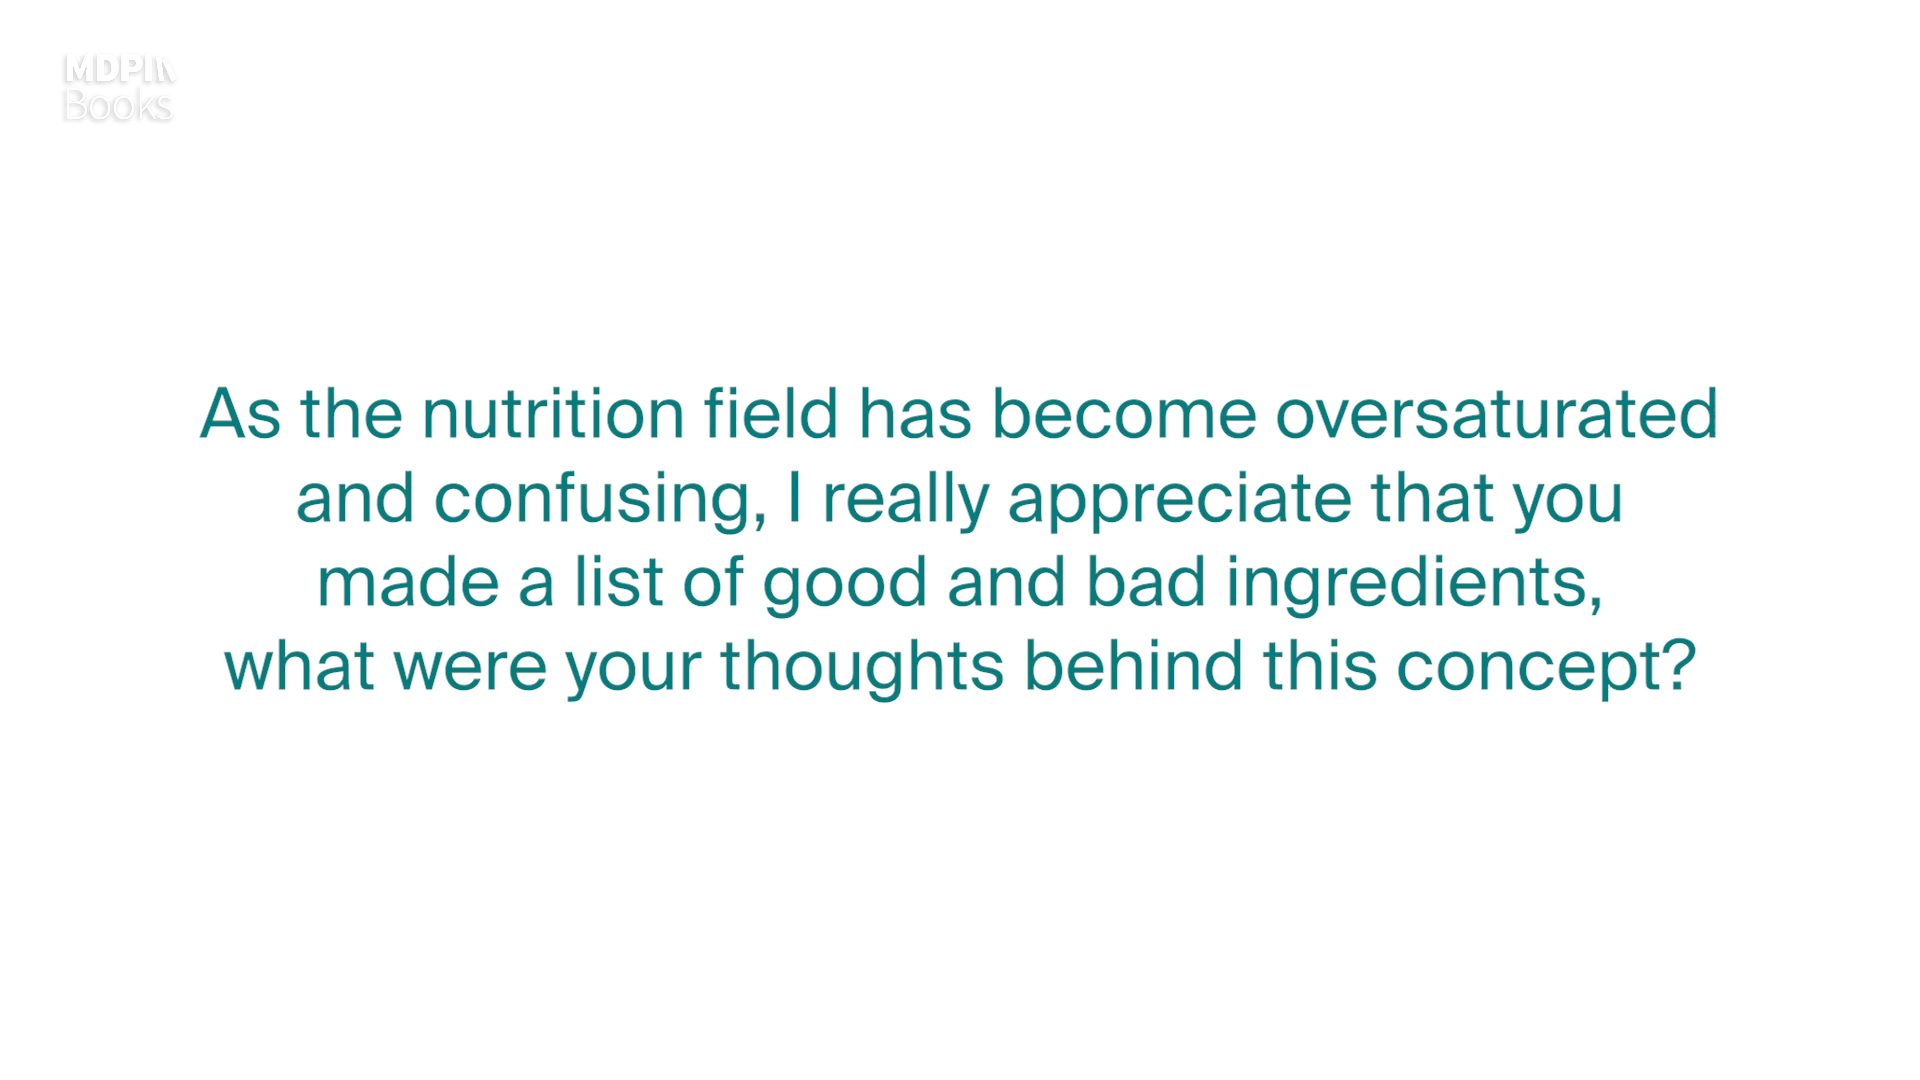 MDPI
Books
As the nutrition field has become oversaturated
and confusing, I really appreciate that you
made a list of good and bad ingredients,
what were your thoughts behind this concept?